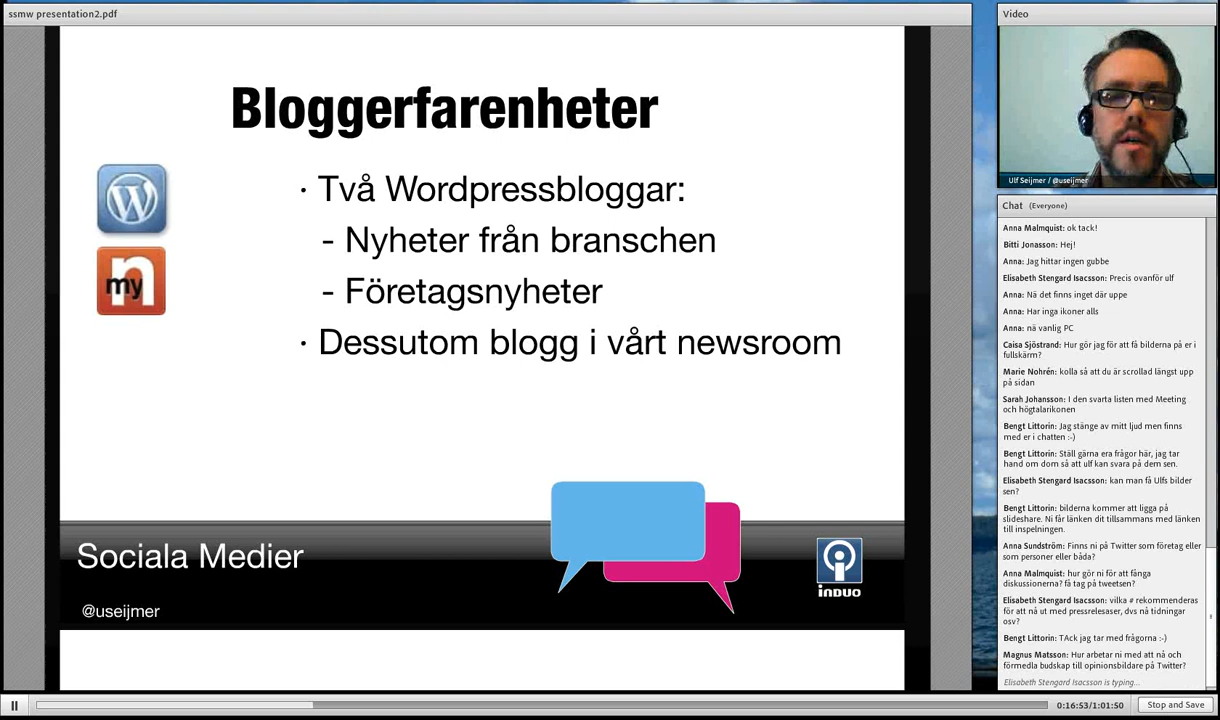 ssmw presentation2.pdf
Bloggerfarenheter
· Två Wordpressbloggar:
- Nyheter från branschen
- Företagsnyheter
· Dessutom blogg i vårt newsroom
W
my n
Sociala Medier
@useijmer
INDUO
Video
Ulf Seijmer / @useijmer
Chat (Everyone)
Anna Malmquist: ok tack!
Bitti Jonasson: Hej!
Anna: Jag hittar ingen gubbe
Elisabeth Stengard Isacsson: Precis ovanför ulf
Anna: Nä det finns inget där uppe
Anna: Har inga ikoner alls
Anna: nä vanlig PC
Caisa Sjöstrand: Hur gör jag för att få bilderna på er i
fullskärm?
Marie Nohrén: kolla så att du är scrollad längst upp
på sidan
Sarah Johansson: I den svarta listen med Meeting
och högtalarikonen
Bengt Littorin: Jag stänge av mitt ljud men finns
med er i chatten :-)
Bengt Littorin: Ställ gärna era frågor här, jag tar
hand om dom så att ulf kan svara på dem sen.
Elisabeth Stengard Isacsson: kan man få Ulfs bilder
sen?
Bengt Littorin: bilderna kommer att ligga på
slideshare. Ni får länken dit tillsammans med länken
till inspelningen.
Anna Sundström: Finns ni på Twitter som företag eller
som personer eller båda?
Anna Malmquist: hur gör ni för att fånga
diskussionerna? få tag på tweetsen?
Elisabeth Stengard Isacsson: vilka # rekommenderas
för att nå ut med pressrelesaser, dvs nå tidningar
osv?
Bengt Littorin: TAck jag tar med frågorna :-)
Magnus Matsson: Hur arbetar ni med att nå och
förmedla budskap till opinionsbildare på Twitter?
Elisabeth Stengard Isacsson is typing...
0:16:53/1:01:50
Stop and Save